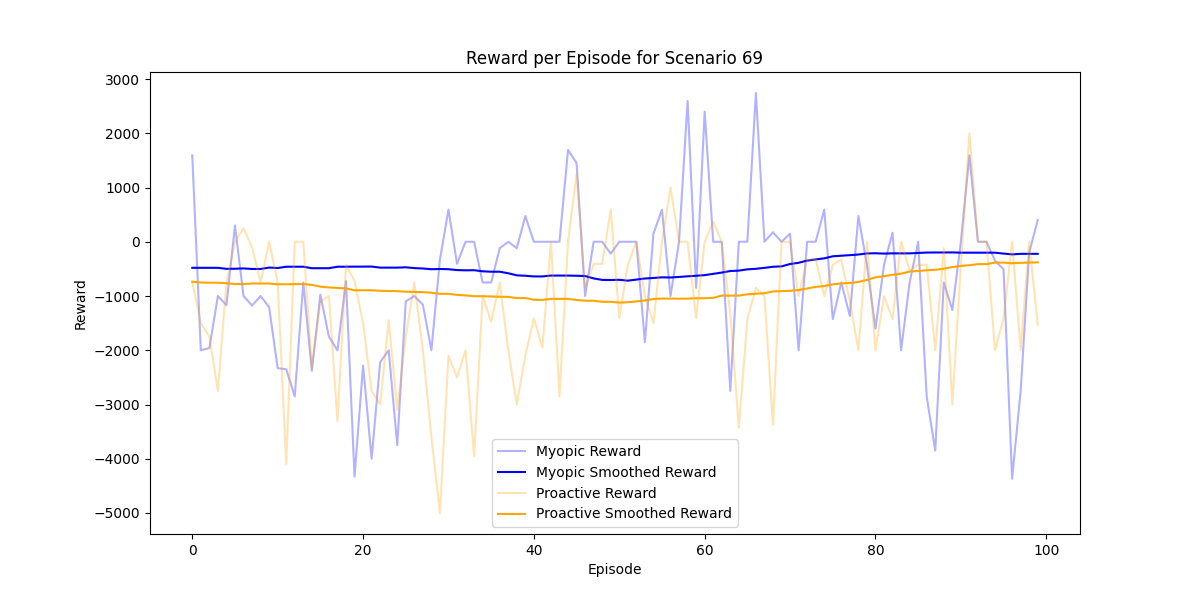 Reward per Episode for Scenario 69
3000
2000
1000
0
−1000
−2000
−3000
−4000
−5000
Reward
0
20
40
60
80
100
Episode
Myopic Reward
Myopic Smoothed Reward
Proactive Reward
Proactive Smoothed Reward